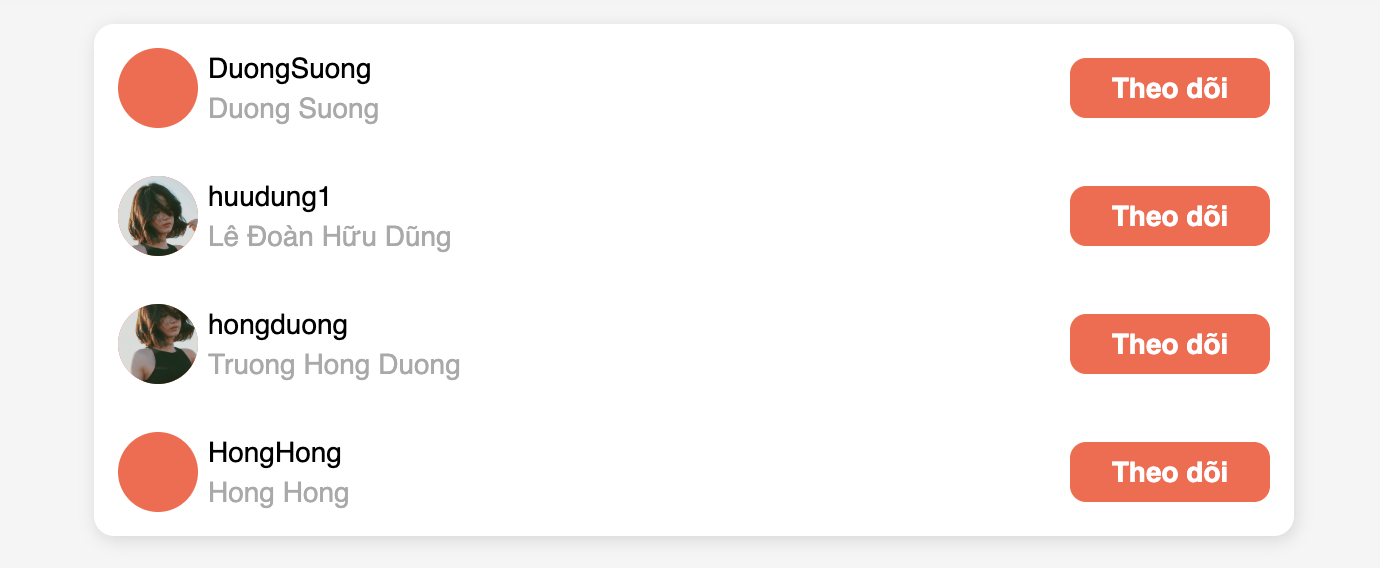 DuongSuong
Duong Suong
Theo dõi
huudung1
Lê Đoàn Hữu Dũng
Theo dõi
hongduong
Truong Hong Duong
Theo dõi
HongHong
Hong Hong
Theo dõi